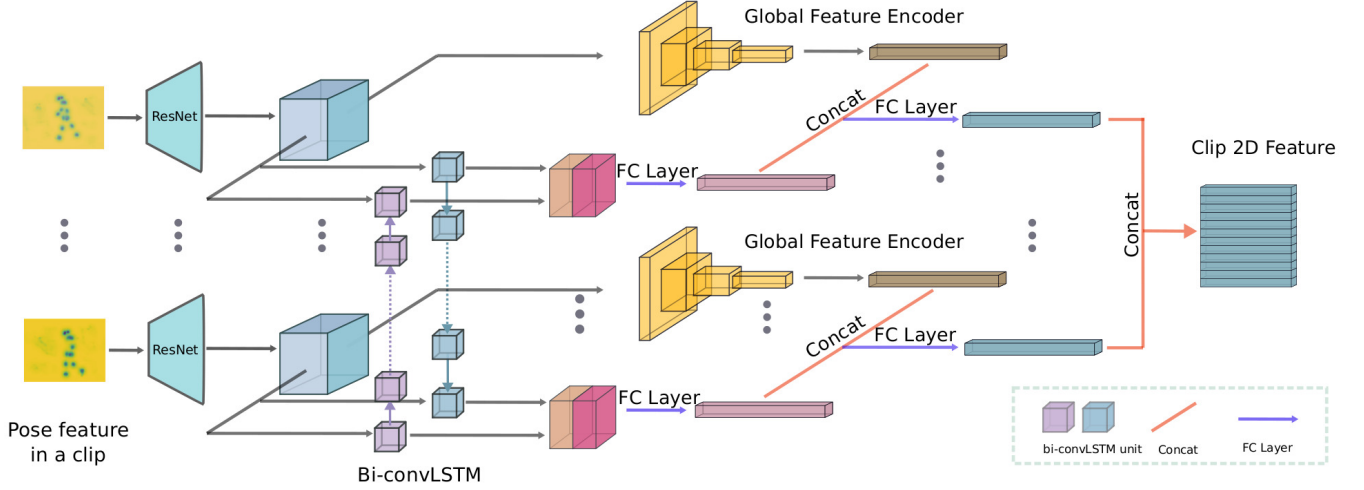 Global Feature Encoder
ResNet
Concat
FC Layer
Clip 2D Feature
FC Layer
Concat
Global Feature Encoder
ResNet
Concat
FC Layer
FC Layer
Pose feature
in a clip
Bi-convLSTM
bi-convLSTM unit
Concat
FC Layer